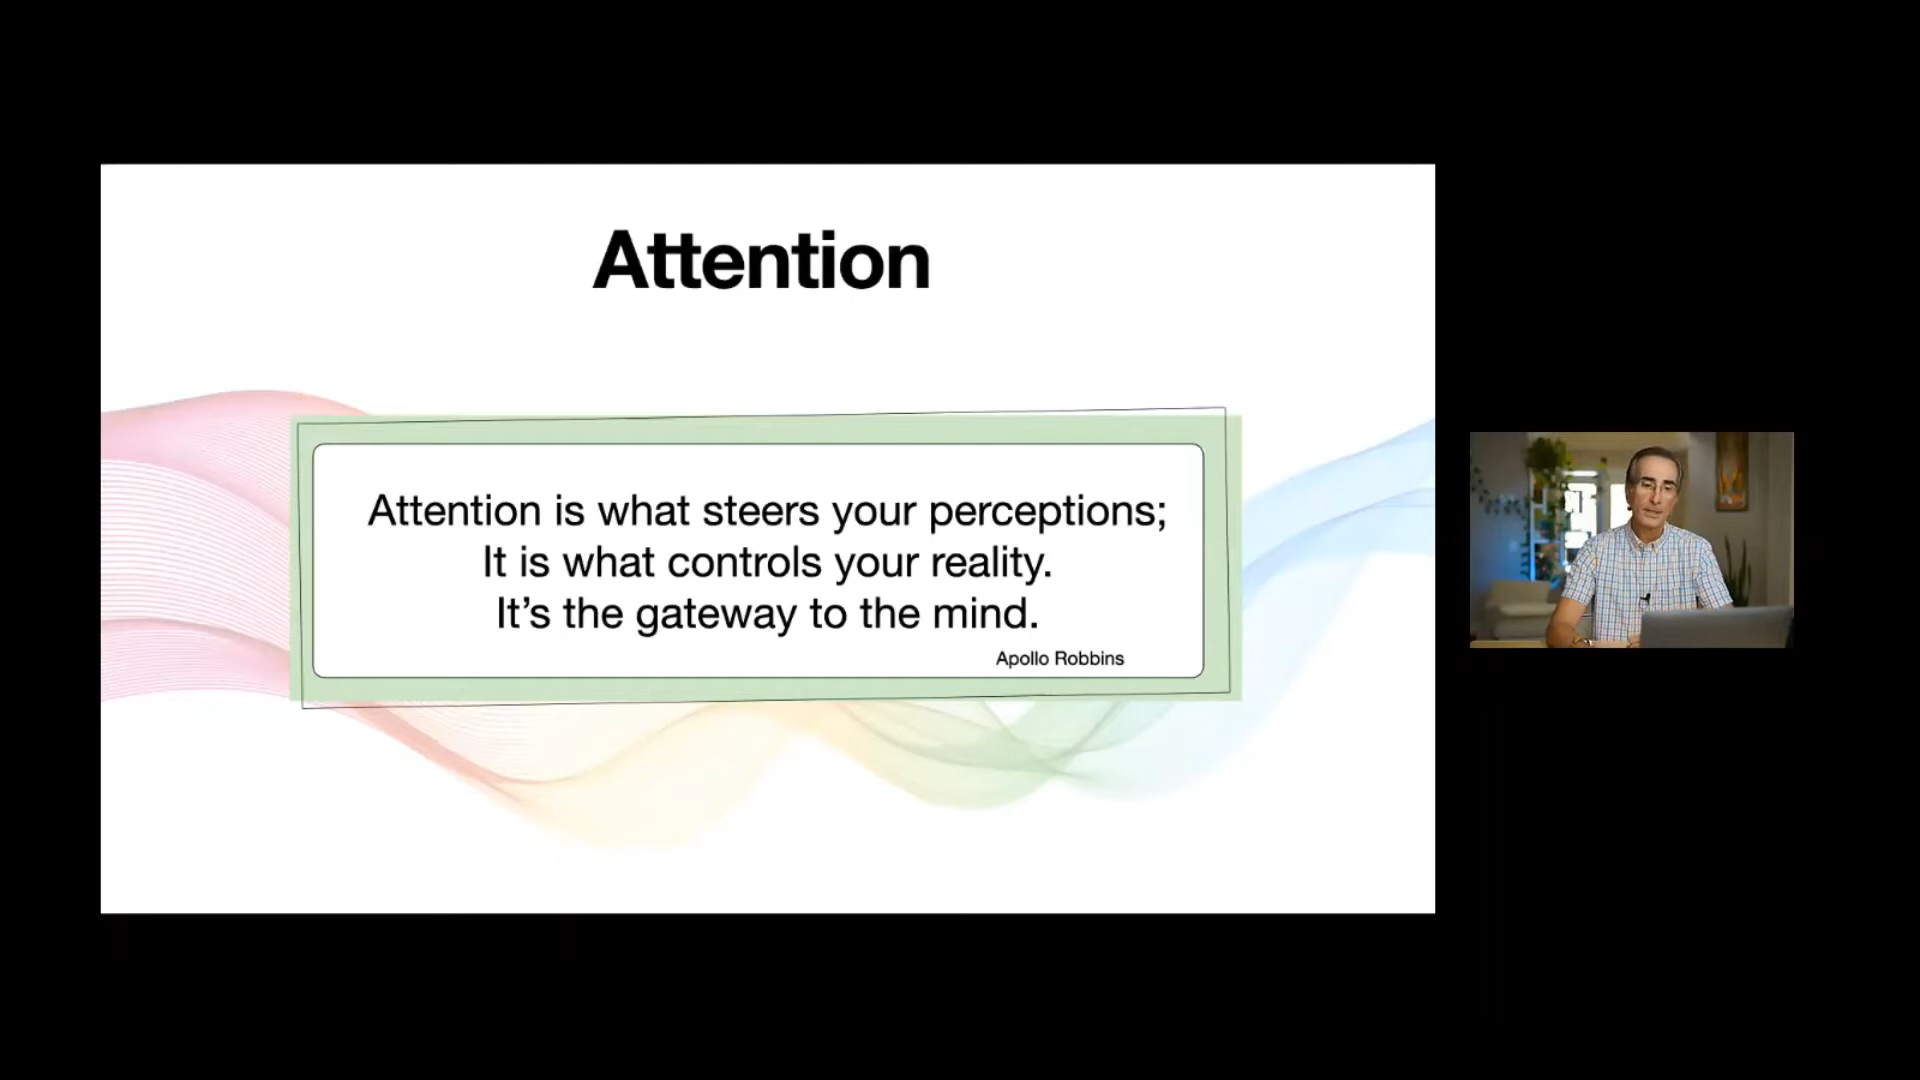 Attention
Attention is what steers your perceptions;
It is what controls your reality.
It’s the gateway to the mind.
Apollo Robbins